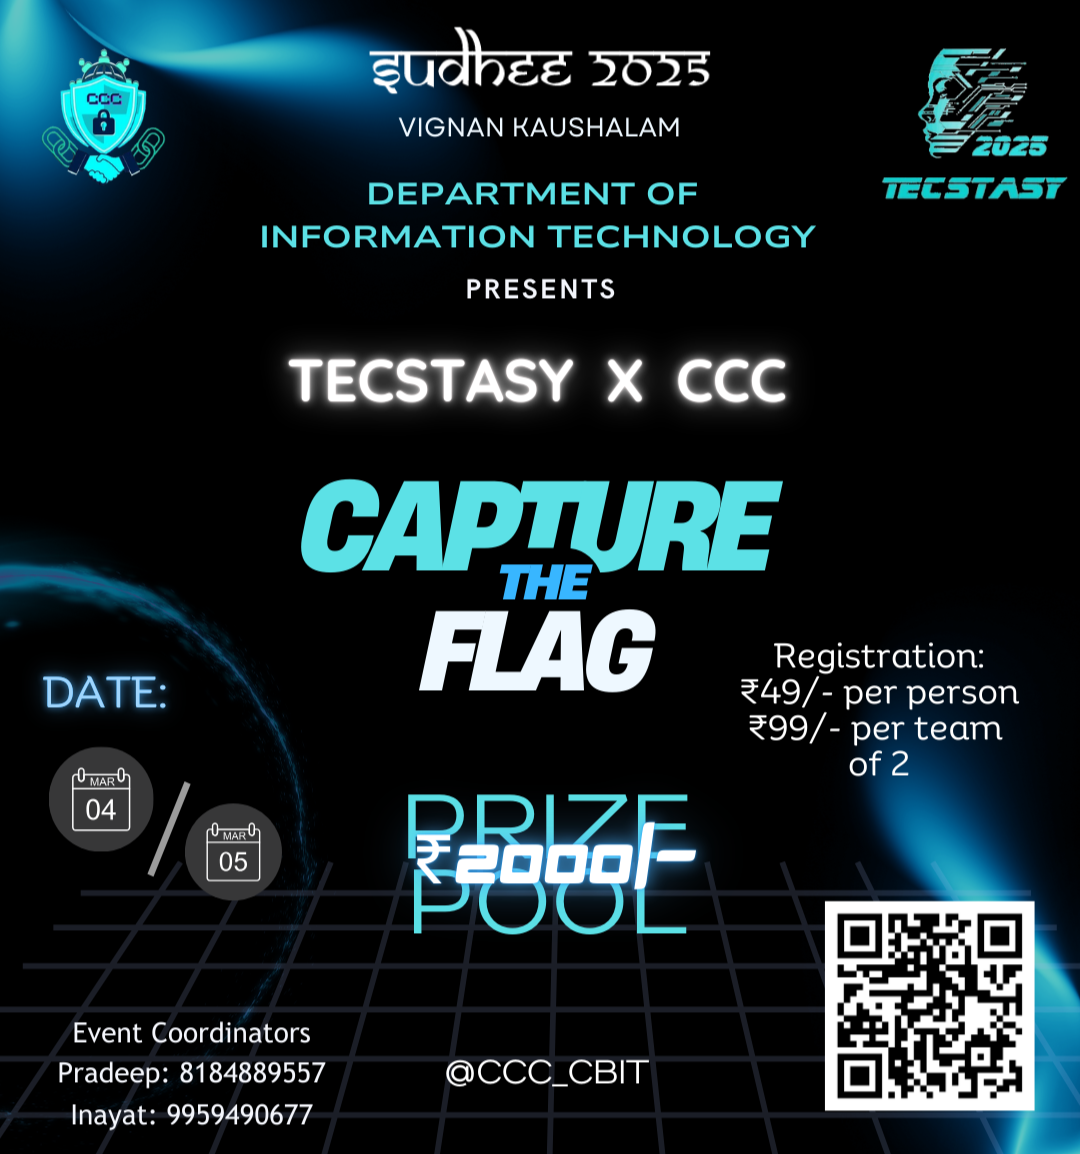 SUDHEE 2025
VIGNAN KAUSHALAM
CCC
2025
TECSTASY
DEPARTMENT OF
INFORMATION TECHNOLOGY
PRESENTS
TECSTASY X CCC
CAPTURE
THE
FLAG
Registration:
₹49/- per person
₹99/- per team
of 2
DATE:
MAR
04
/
MAR
05
PRIZE
₹2000/-
POOL
Event Coordinators
Pradeep: 8184889557
Inayat: 9959490677
@CCC_CBIT